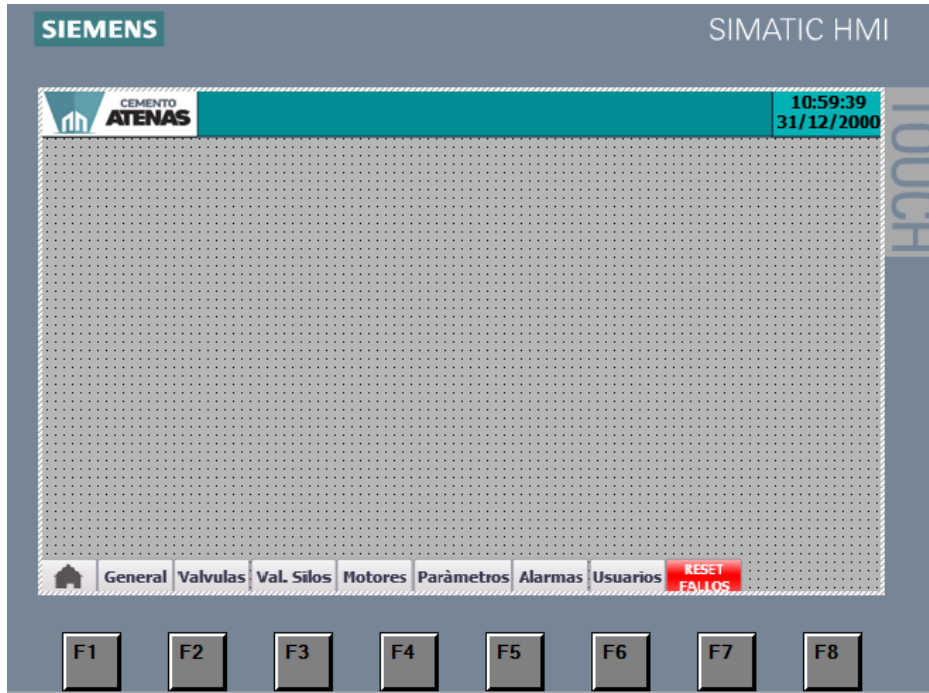 SIEMENS
SIMATIC HMI
CEMENTO
ATENAS
10:59:39
31/12/2000
TOUCH
General Valvulas Val. Silos Motores Paràmetros Alarmas Usuarios RESET
FALLOS
F1 F2 F3 F4 F5 F6 F7 F8